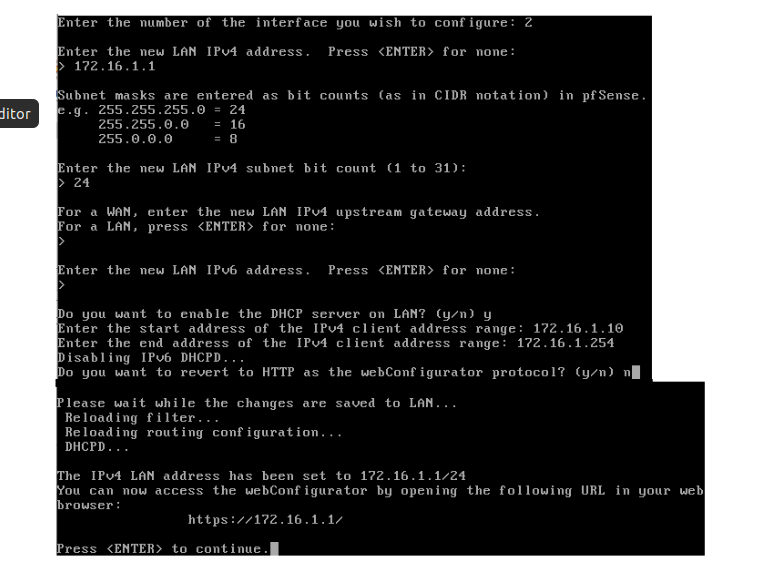 Enter the number of the interface you wish to configure: 2
Enter the new LAN IPv4 address.  Press <ENTER> for none:
> 172.16.1.1
Subnet masks are entered as bit counts (as in CIDR notation) in pfSense.
e.g. 255.255.255.0 = 24
     255.255.0.0   = 16
     255.0.0.0     = 8
ditor
Enter the new LAN IPv4 subnet bit count (1 to 31):
> 24
For a WAN, enter the new LAN IPv4 upstream gateway address.
For a LAN, press <ENTER> for none:
>
Enter the new LAN IPv6 address.  Press <ENTER> for none:
>
Do you want to enable the DHCP server on LAN? (y/n) y
Enter the start address of the IPv4 client address range: 172.16.1.10
Enter the end address of the IPv4 client address range: 172.16.1.254
Disabling IPv6 DHCPD...
Do you want to revert to HTTP as the webConfigurator protocol? (y/n) n
Please wait while the changes are saved to LAN...
 Reloading filter...
 Reloading routing configuration...
 DHCPD...
The IPv4 LAN address has been set to 172.16.1.1/24
You can now access the webConfigurator by opening the following URL in your web
browser:
                https://172.16.1.1/
Press <ENTER> to continue.